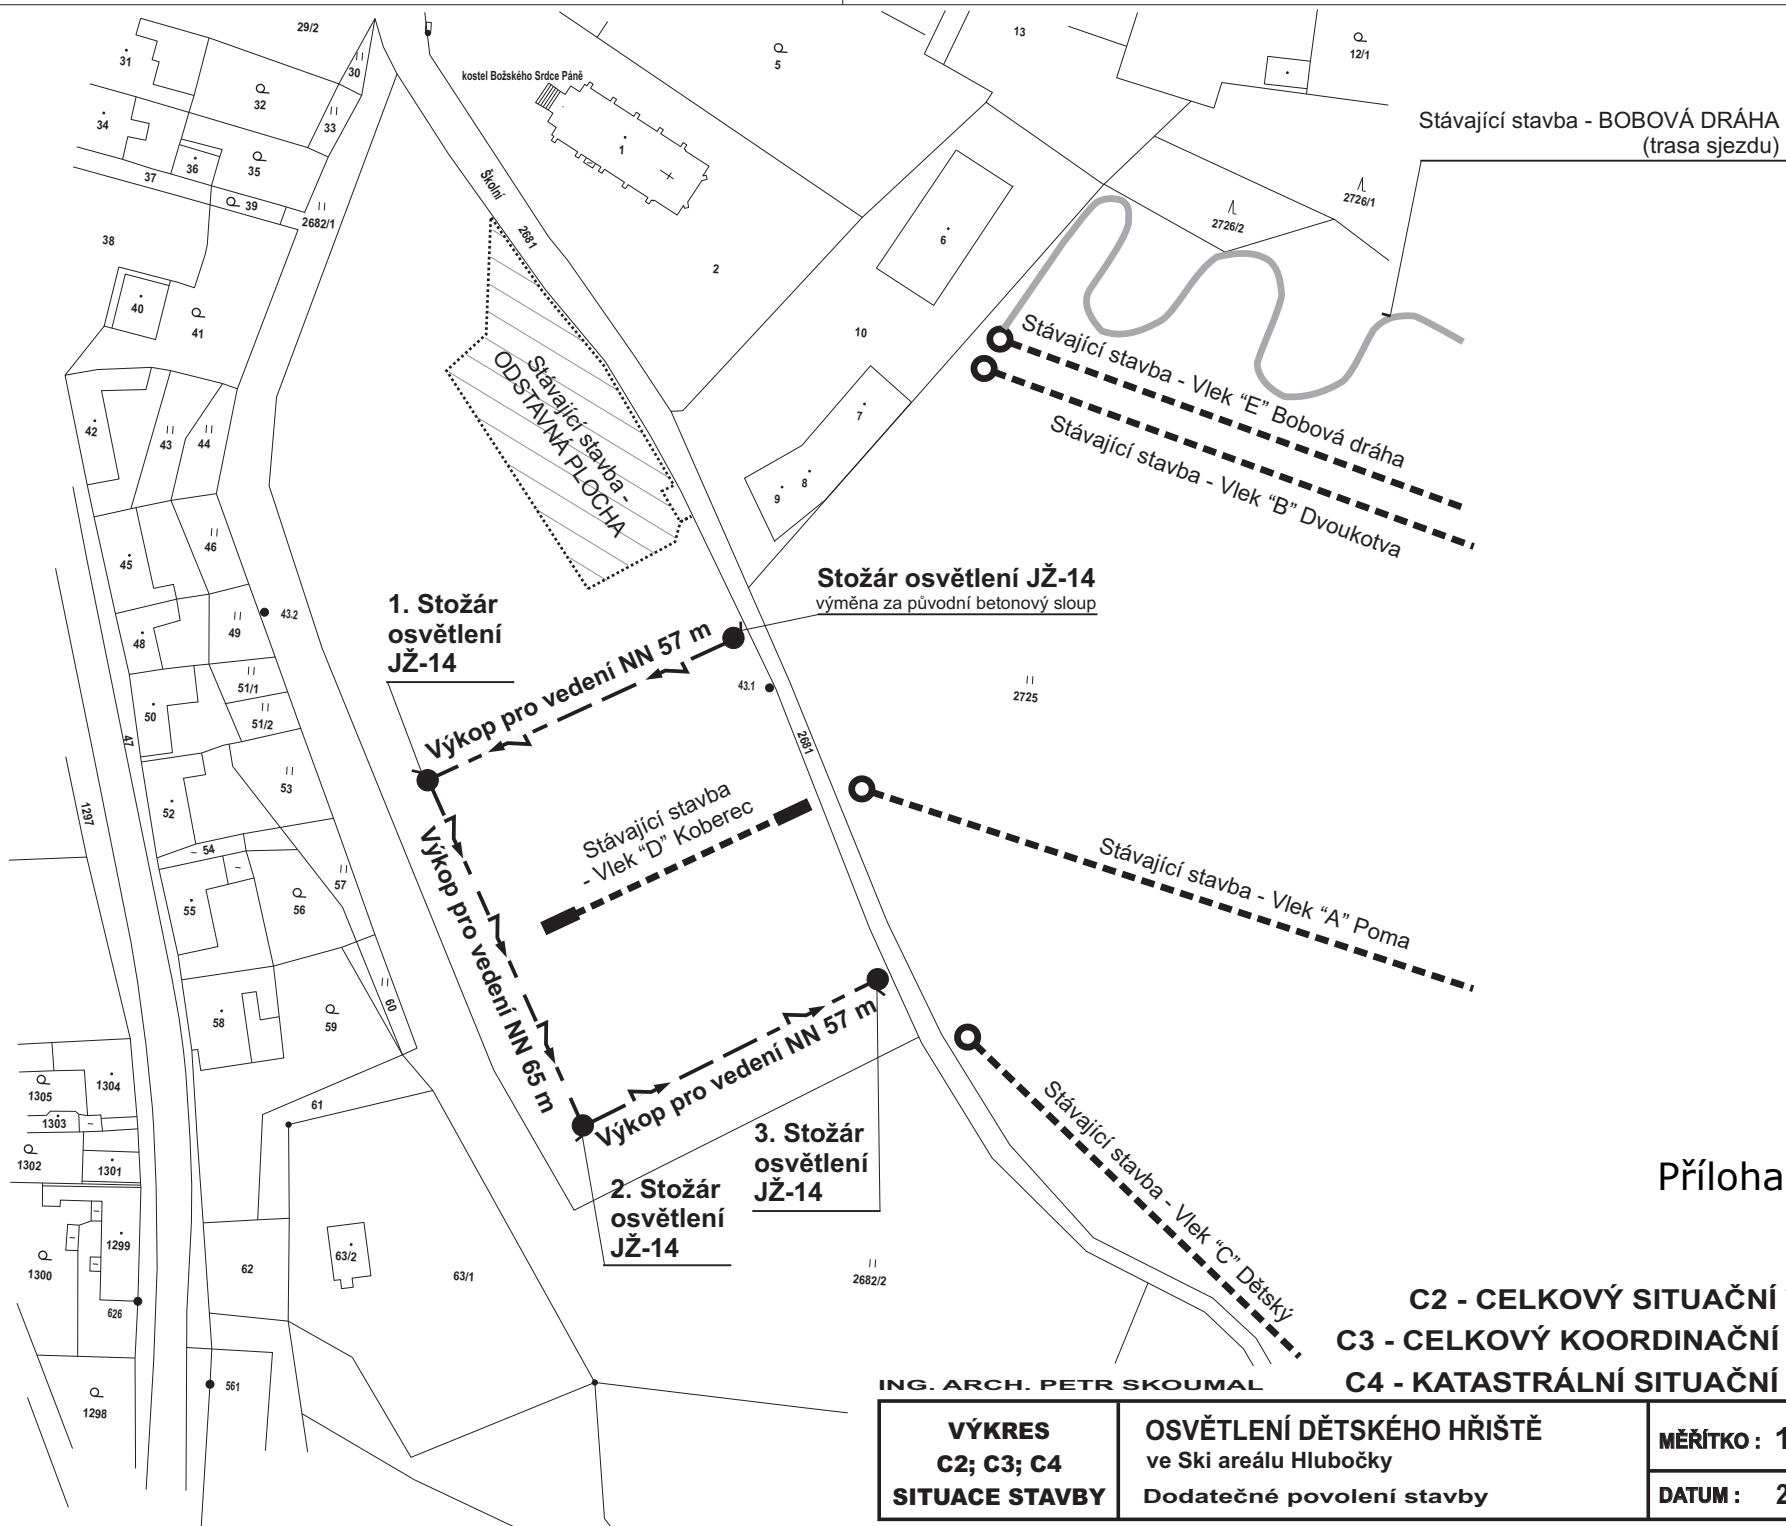 29/2
13
31
30
5
12/1
kostel Božského Srdce Páně
32
34
33
Stávající stavba - BOBOVÁ DRÁHA
(trasa sjezdu)
1
36
35
37
Školní
39
2682/1
2726/1
2726/2
38
2681
6
2
40
41
10
Stávající stavba - Vlek “E” Bobová dráha
Stávající stavba -
ODSTAVNÁ PLOCHA
42
43
44
7
Stávající stavba - Vlek “B” Dvoukotva
8
9
46
45
Stožár osvětlení JŽ-14
výměna za původní betonový sloup
1. Stožár
osvětlení
JŽ-14
43.2
49
48
Výkop pro vedení NN 57 m
51/1
43.1
2725
50
51/2
47
2681
53
52
1297
Stávající stavba
- Vlek “D” Koberec
54
Výkop pro vedení NN 65 m
Stávající stavba - Vlek “A” Poma
57
55
56
60
58
59
Výkop pro vedení NN 57 m
1305
1304
61
1303
Stávající stavba - Vlek “C” Dětský
3. Stožár
osvětlení
JŽ-14
1302
1301
Příloha
2. Stožár
osvětlení
JŽ-14
1299
63/2
1300
62
63/1
2682/2
626
C2 - CELKOVÝ SITUAČNÍ
C3 - CELKOVÝ KOORDINAČNÍ
C4 - KATASTRÁLNÍ SITUAČNÍ
561
1298
ING. ARCH. PETR SKOUMAL
VÝKRES
C2; C3; C4
SITUACE STAVBY
OSVĚTLENÍ DĚTSKÉHO HŘIŠTĚ
ve Ski areálu Hlubočky
Dodatečné povolení stavby
MĚŘÍTKO : 1
DATUM : 2